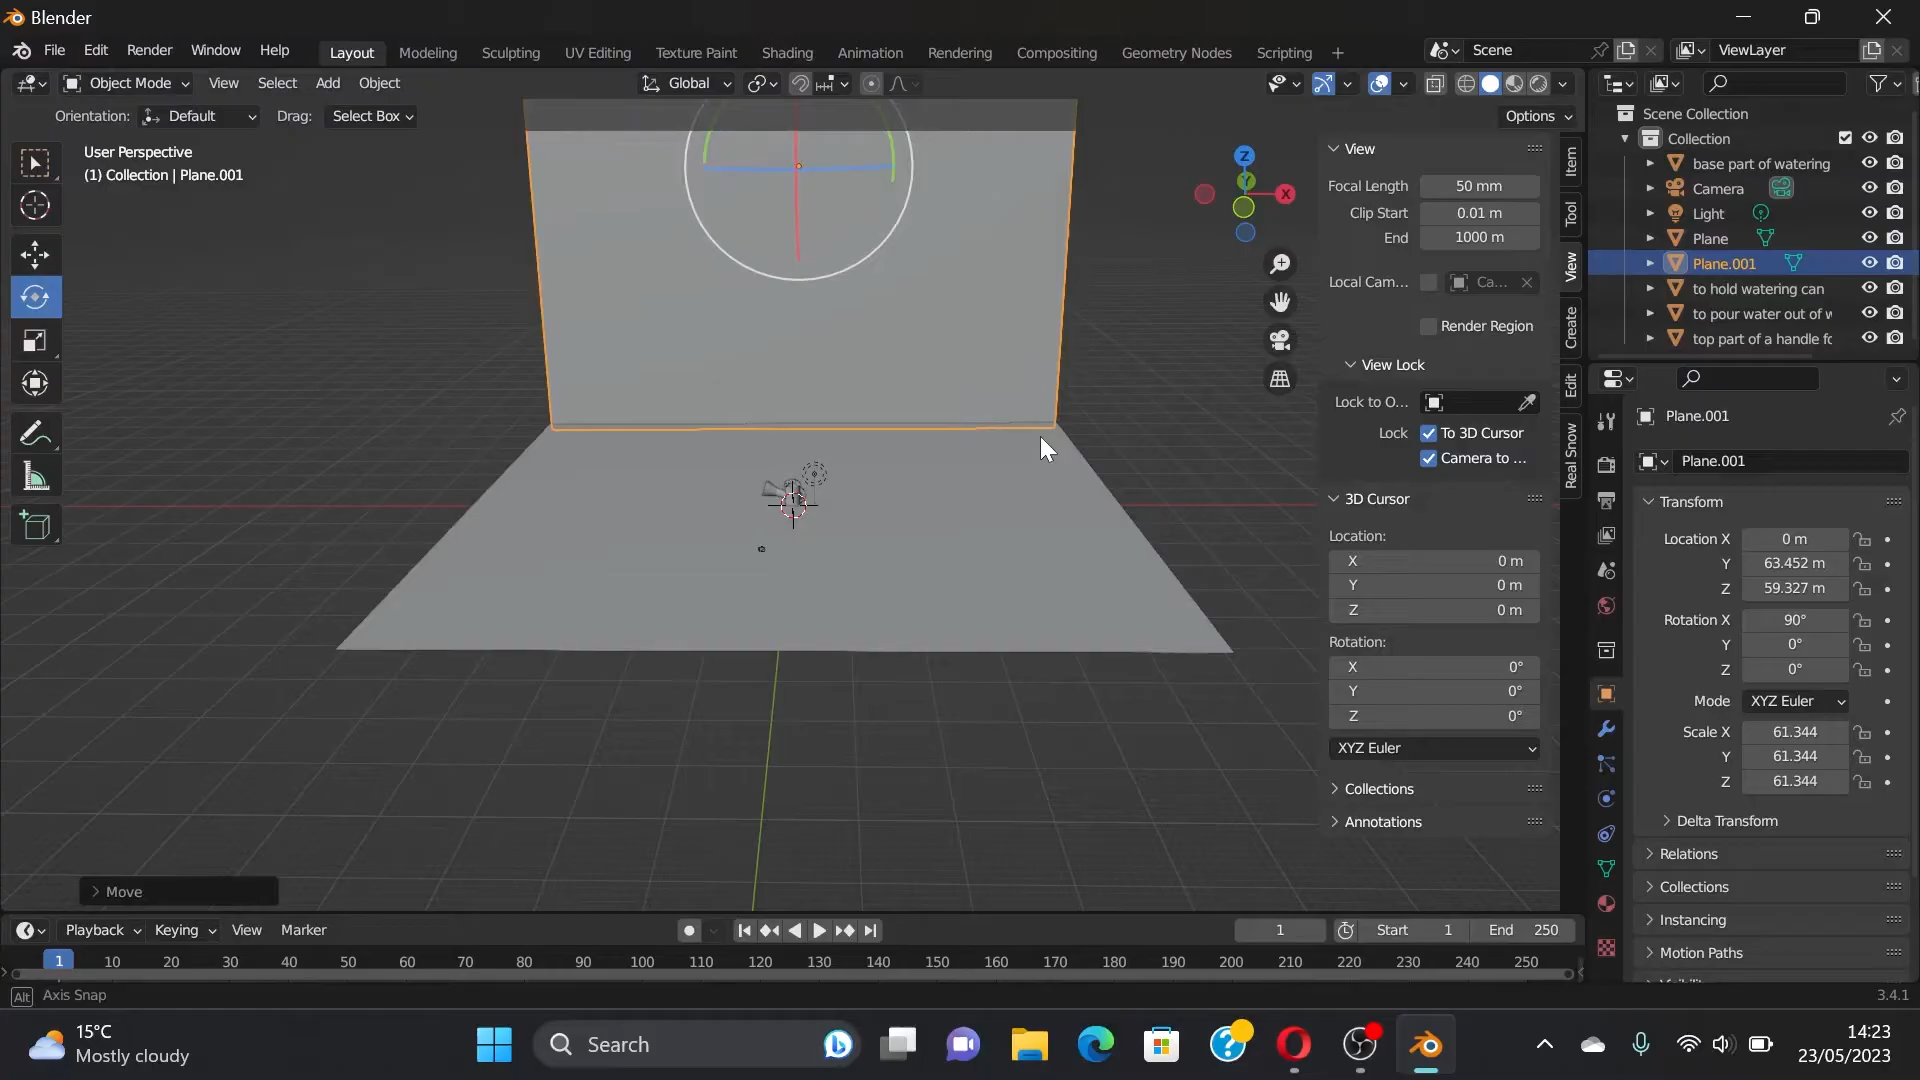 Blender
File Edit Render Window Help Layout Modeling Sculpting UV Editing Texture Paint Shading Animation Rendering Compositing Geometry Nodes Scripting + Scene ViewLayer
Object Mode View Select Add Object Global
Orientation: Default Drag: Select Box Options
User Perspective
(1) Collection | Plane.001
Z
Y
X
Move
View
Focal Length 50 mm
Clip Start 0.01 m
End 1000 m
Local Cam... Ca...
Render Region
View Lock
Lock to O...
Lock To 3D Cursor
Camera to ...
3D Cursor
Location:
X 0 m
Y 0 m
Z 0 m
Rotation:
X 0°
Y 0°
Z 0°
XYZ Euler
Collections
Annotations
Item
Tool
View
Create
Edit
Real Snow
Scene Collection
Collection
base part of watering
Camera
Light
Plane
Plane.001
to hold watering can
to pour water out of w
top part of a handle fo
Plane.001
Plane.001
Transform
Location X 0 m
Y 63.452 m
Z 59.327 m
Rotation X 90°
Y 0°
Z 0°
Mode XYZ Euler
Scale X 61.344
Y 61.344
Z 61.344
Delta Transform
Relations
Collections
Instancing
Motion Paths
Playback Keying View Marker 1 Start 1 End 250
1 10 20 30 40 50 60 70 80 90 100 110 120 130 140 150 160 170 180 190 200 210 220 230 240 250
Alt Axis Snap 3.4.1
15°C
Mostly cloudy
Search
14:23
23/05/2023